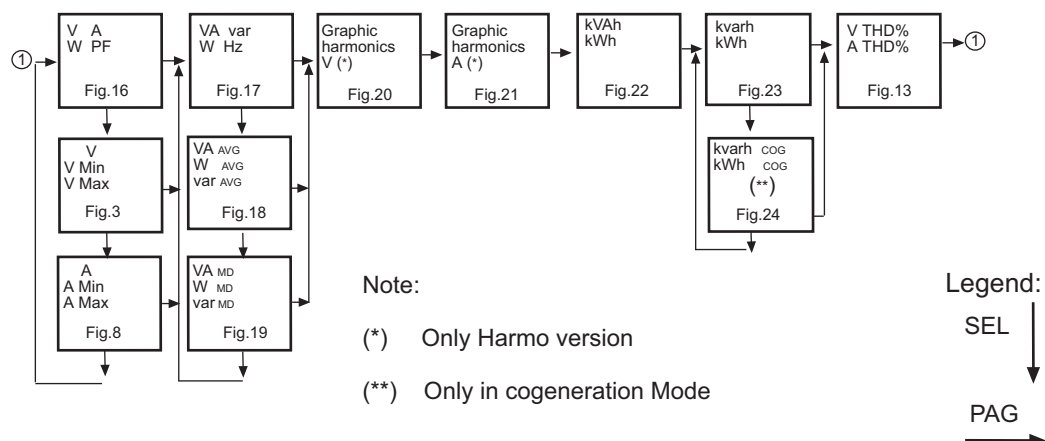 ①
V A
W PF
Fig.16
VA var
W Hz
Fig.17
Graphic
harmonics
V (*)
Fig.20
Graphic
harmonics
A (*)
Fig.21
kVAh
kWh
Fig.22
kvarh
kWh
Fig.23
V THD%
A THD%
Fig.13
①
V
V Min
V Max
Fig.3
VA AVG
W AVG
var AVG
Fig.18
kvarh COG
kWh COG
(**)
Fig.24
A
A Min
A Max
Fig.8
VA MD
W MD
var MD
Fig.19
Note:
(*) Only Harmo version
(**) Only in cogeneration Mode
Legend:
SEL
PAG